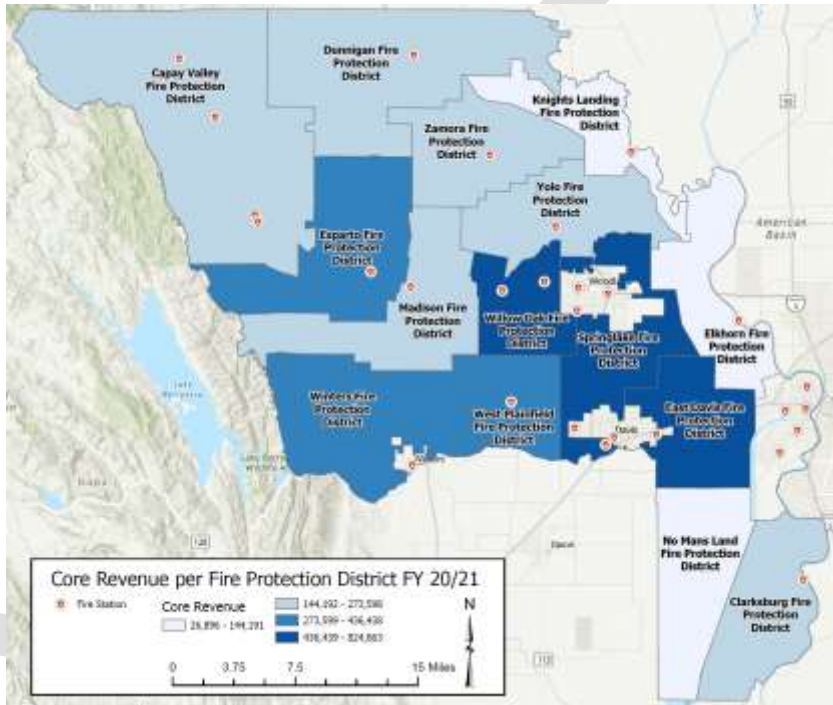 Dunnigan Fire
Protection
District
Capay Valley
Fire Protection
District
Knights Landing
Fire Protection
District
Zamora Fire
Protection
District
Yolo Fire
Protection
District
American
Basin
Esparto Fire
Protection
District
Madison Fire
Protection
District
Willow Oak Fire
Protection
District
Springlake Fire
Protection
District
Elkhorn Fire
Protection
District
Winters Fire
Protection
District
West Plainfield
Fire Protection
District
East Davis Fire
Protection
District
Davis
No Mans Land
Fire Protection
District
Clarksburg Fire
Protection
District
128
113
Core Revenue per Fire Protection District FY 20/21
Fire Station
Core Revenue
26,896 - 144,191
144,192 - 273,598
273,599 - 436,438
436,439 - 824,663
N
0 3.75 7.5 15 Miles